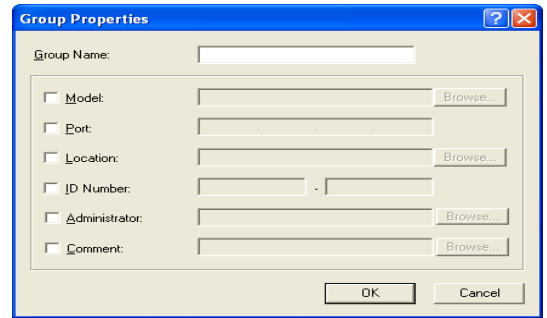 Group Properties
Group Name:
Model: Browse...
Port: . . .
Location: Browse...
ID Number: -
Administrator: Browse...
Comment: Browse...
OK Cancel